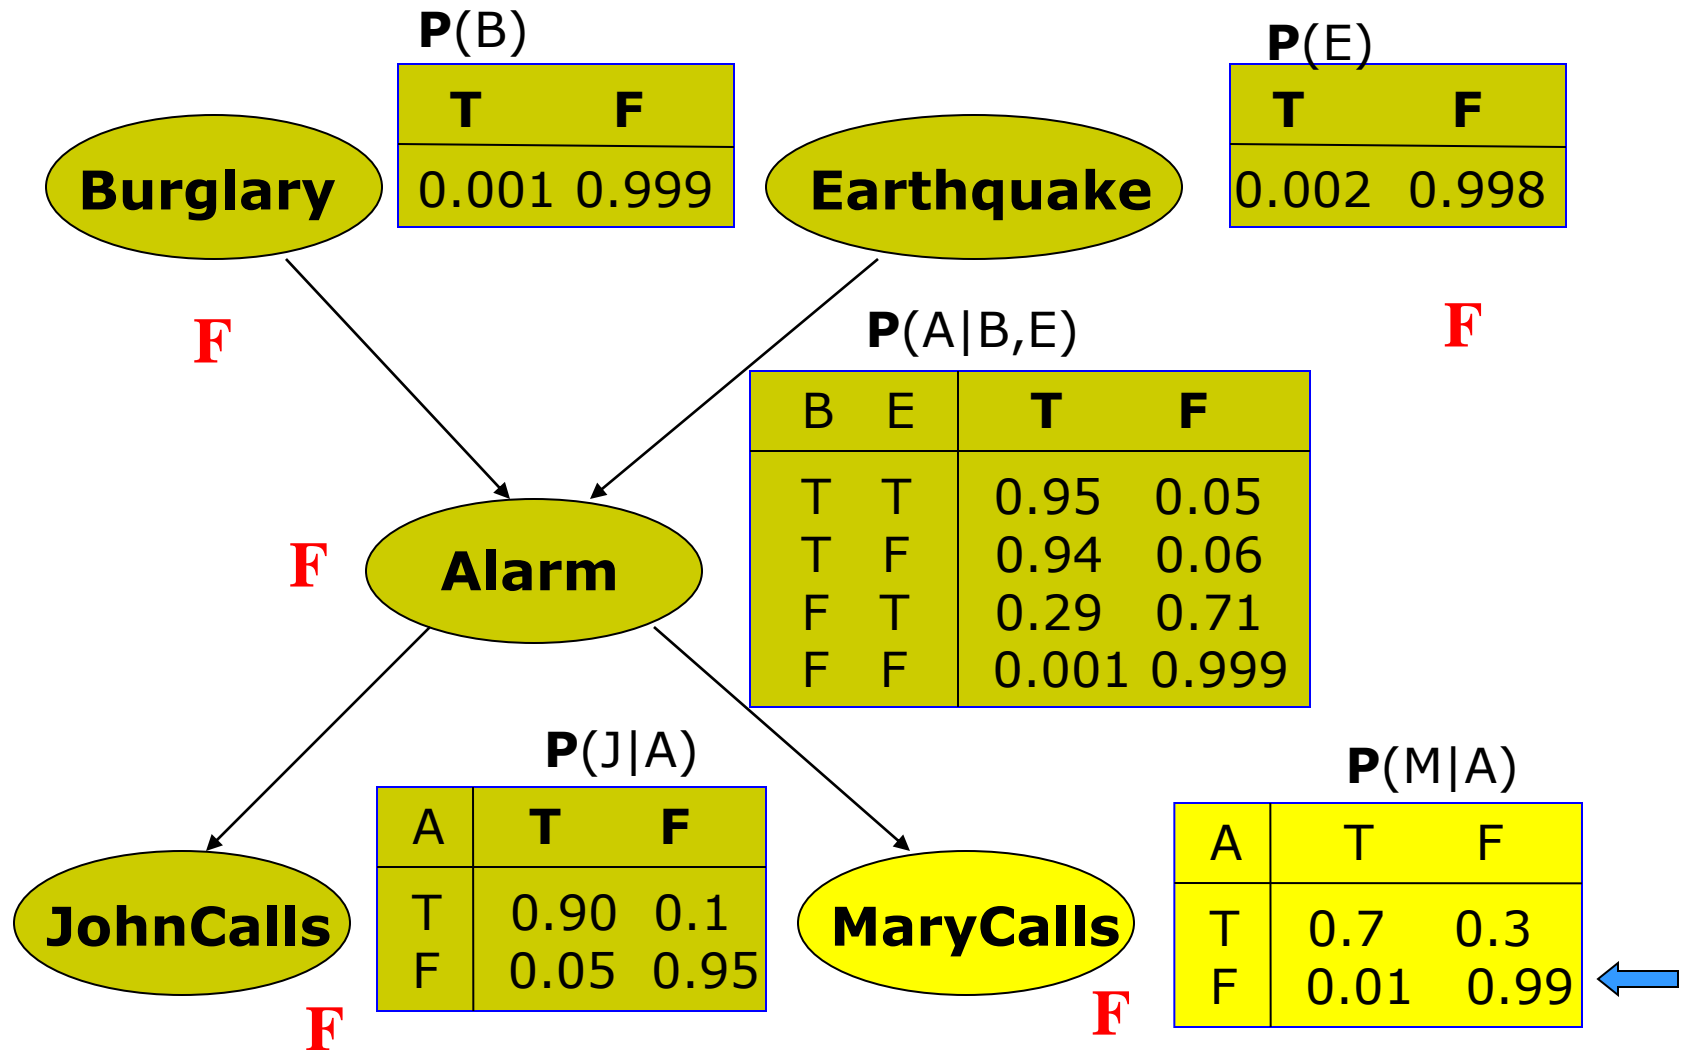 P(B)
T F
0.001 0.999
Burglary
P(E)
T F
0.002 0.998
Earthquake
F
F
P(A|B,E)
B E T F
T T 0.95 0.05
T F 0.94 0.06
F T 0.29 0.71
F F 0.001 0.999
F
Alarm
P(J|A)
A T F
T 0.90 0.1
F 0.05 0.95
JohnCalls
F
P(M|A)
A T F
T 0.7 0.3
F 0.01 0.99
MaryCalls
F